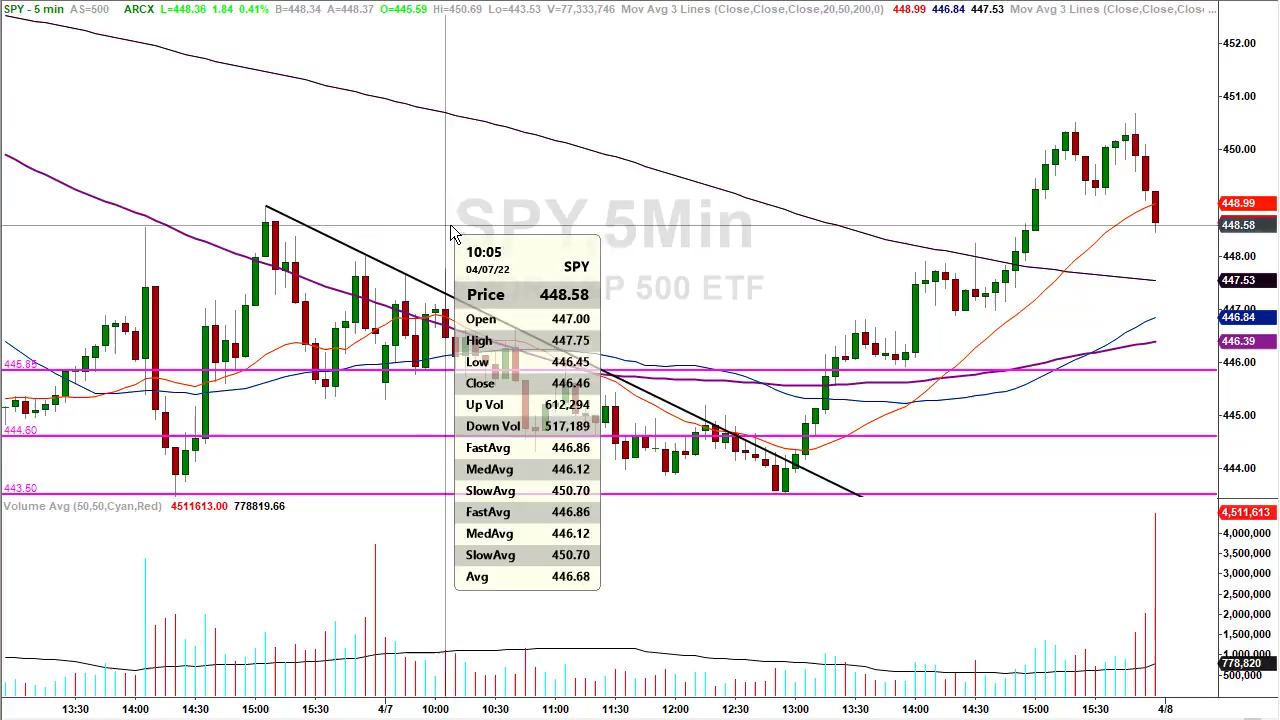 SPY - 5 min AS=500 ARCX L=448.36 1.84 0.41% B=448.34 A=448.37 O=445.59 Hi=450.69 Lo=443.53 V=77,333,746 Mov Avg 3 Lines (Close,Close,Close,20,50,200,0) 448.99 446.84 447.53 Mov Avg 3 Lines (Close,Close,Clos ...
452.00
451.00
450.00
448.99
448.58
448.00
447.53
447.00
446.84
446.39
446.00
445.00
444.00
SPY,5Min
P 500 ETF
445.85
444.60
443.50
10:05
04/07/22 SPY
Price 448.58
Open 447.00
High 447.75
Low 446.45
Close 446.46
Up Vol 612,294
Down Vol 517,189
FastAvg 446.86
MedAvg 446.12
SlowAvg 450.70
FastAvg 446.86
MedAvg 446.12
SlowAvg 450.70
Avg 446.68
Volume Avg (50,50,Cyan,Red) 4511613.00 778819.66
4,511,613
4,000,000
3,500,000
3,000,000
2,500,000
2,000,000
1,500,000
1,000,000
778,820
500,000
13:30 14:00 14:30 15:00 15:30 4/7 10:00 10:30 11:00 11:30 12:00 12:30 13:00 13:30 14:00 14:30 15:00 15:30 4/8